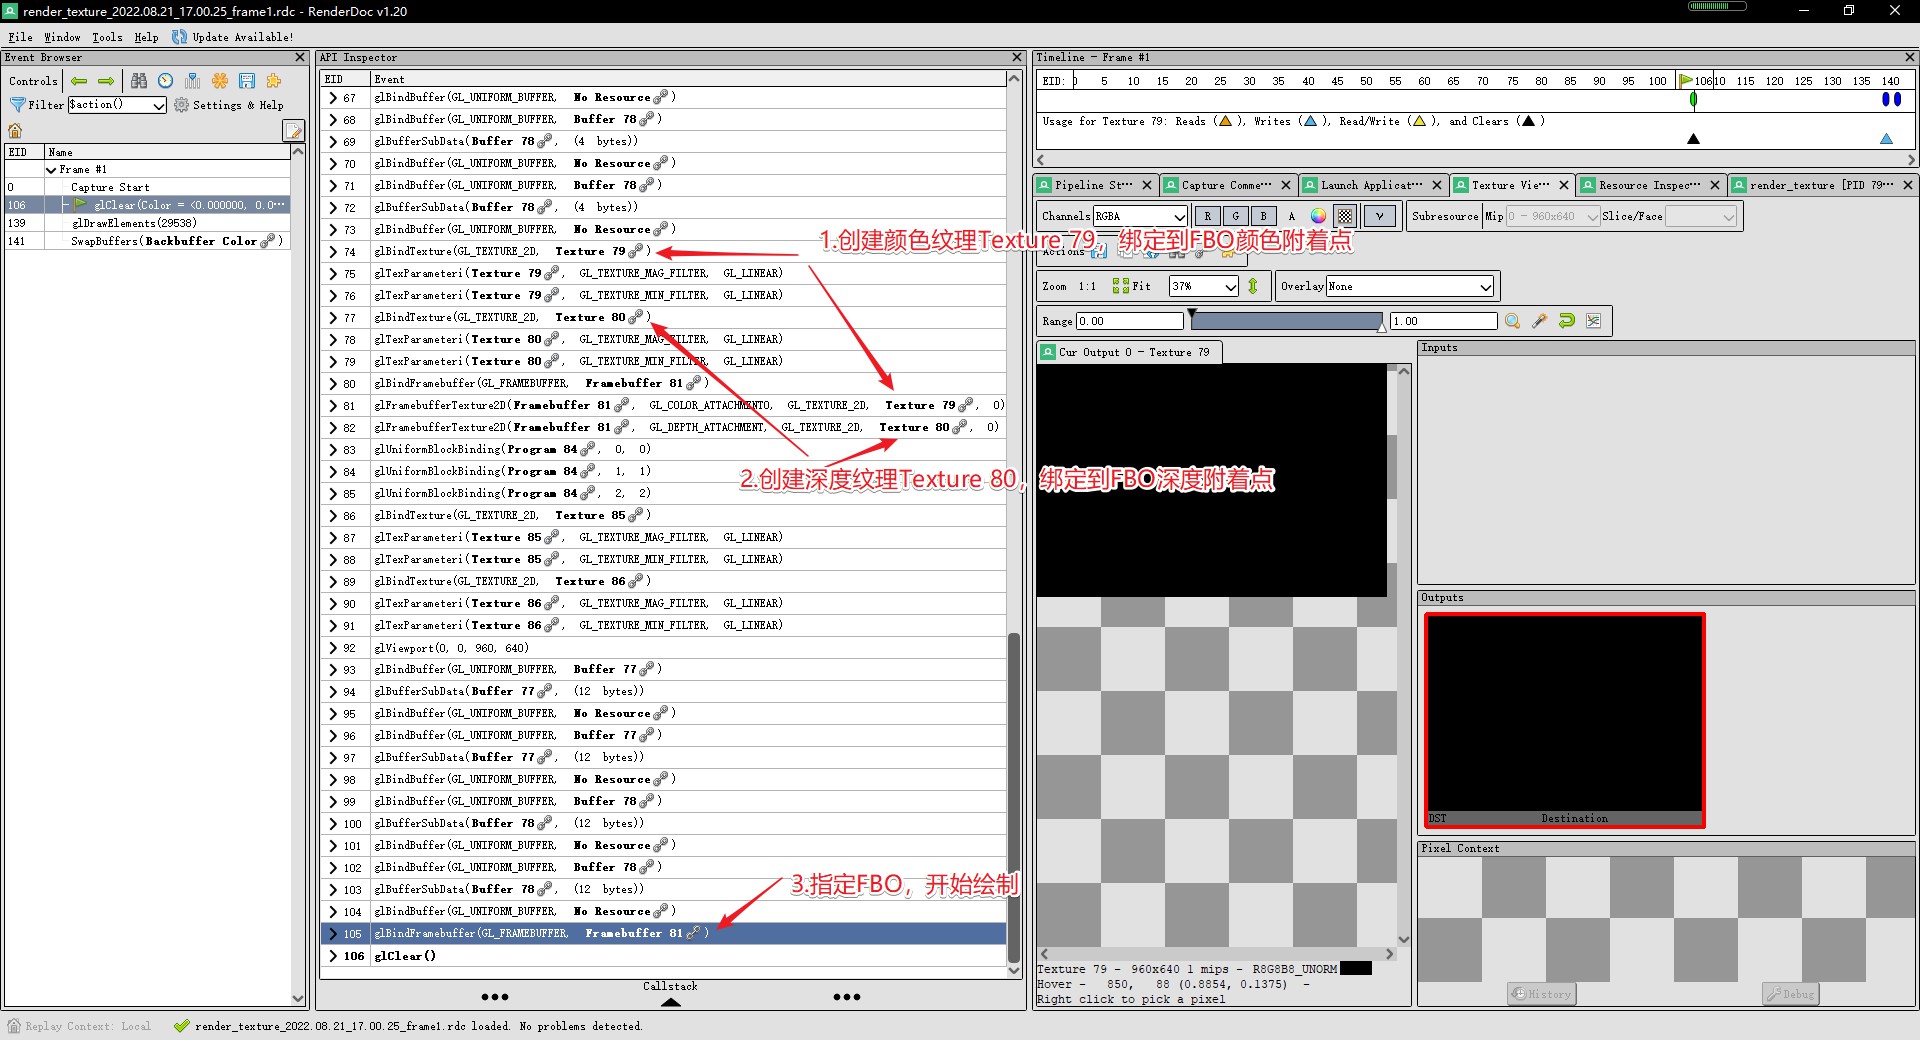 render_texture_2022.08.21_17.00.25_frame1.rdc - RenderDoc v1.20
File Window Tools Help Update Available!
Event Browser
Controls
Filter $action() Settings & Help
EID Name
Frame #1
0 Capture Start
106 glClear(Color = <0.000000, 0.0···
139 glDrawElements(29538)
141 SwapBuffers(Backbuffer Color)
API Inspector
EID Event
67 glBindBuffer(GL_UNIFORM_BUFFER, No Resource)
68 glBindBuffer(GL_UNIFORM_BUFFER, Buffer 78)
69 glBufferSubData(Buffer 78, (4 bytes))
70 glBindBuffer(GL_UNIFORM_BUFFER, No Resource)
71 glBindBuffer(GL_UNIFORM_BUFFER, Buffer 78)
72 glBufferSubData(Buffer 78, (4 bytes))
73 glBindBuffer(GL_UNIFORM_BUFFER, No Resource)
74 glBindTexture(GL_TEXTURE_2D, Texture 79)
75 glTexParameteri(Texture 79, GL_TEXTURE_MAG_FILTER, GL_LINEAR)
76 glTexParameteri(Texture 79, GL_TEXTURE_MIN_FILTER, GL_LINEAR)
77 glBindTexture(GL_TEXTURE_2D, Texture 80)
78 glTexParameteri(Texture 80, GL_TEXTURE_MAG_FILTER, GL_LINEAR)
79 glTexParameteri(Texture 80, GL_TEXTURE_MIN_FILTER, GL_LINEAR)
80 glBindFramebuffer(GL_FRAMEBUFFER, Framebuffer 81)
81 glFramebufferTexture2D(Framebuffer 81, GL_COLOR_ATTACHMENT0, GL_TEXTURE_2D, Texture 79, 0)
82 glFramebufferTexture2D(Framebuffer 81, GL_DEPTH_ATTACHMENT, GL_TEXTURE_2D, Texture 80, 0)
83 glUniformBlockBinding(Program 84, 0, 0)
84 glUniformBlockBinding(Program 84, 1, 1)
85 glUniformBlockBinding(Program 84, 2, 2)
86 glBindTexture(GL_TEXTURE_2D, Texture 85)
87 glTexParameteri(Texture 85, GL_TEXTURE_MAG_FILTER, GL_LINEAR)
88 glTexParameteri(Texture 85, GL_TEXTURE_MIN_FILTER, GL_LINEAR)
89 glBindTexture(GL_TEXTURE_2D, Texture 86)
90 glTexParameteri(Texture 86, GL_TEXTURE_MAG_FILTER, GL_LINEAR)
91 glTexParameteri(Texture 86, GL_TEXTURE_MIN_FILTER, GL_LINEAR)
92 glViewport(0, 0, 960, 640)
93 glBindBuffer(GL_UNIFORM_BUFFER, Buffer 77)
94 glBufferSubData(Buffer 77, (12 bytes))
95 glBindBuffer(GL_UNIFORM_BUFFER, No Resource)
96 glBindBuffer(GL_UNIFORM_BUFFER, Buffer 77)
97 glBufferSubData(Buffer 77, (12 bytes))
98 glBindBuffer(GL_UNIFORM_BUFFER, No Resource)
99 glBindBuffer(GL_UNIFORM_BUFFER, Buffer 78)
100 glBufferSubData(Buffer 78, (12 bytes))
101 glBindBuffer(GL_UNIFORM_BUFFER, No Resource)
102 glBindBuffer(GL_UNIFORM_BUFFER, Buffer 78)
103 glBufferSubData(Buffer 78, (12 bytes))
104 glBindBuffer(GL_UNIFORM_BUFFER, No Resource)
105 glBindFramebuffer(GL_FRAMEBUFFER, Framebuffer 81)
106 glClear()
Callstack
1.创建颜色纹理Texture 79，绑定到FBO颜色附着点
2.创建深度纹理Texture 80，绑定到FBO深度附着点
3.指定FBO，开始绘制
Timeline - Frame #1
EID: 0 5 10 15 20 25 30 35 40 45 50 55 60 65 70 75 80 85 90 95 100 106 110 115 120 125 130 135 140
Usage for Texture 79: Reads ( ), Writes ( ), Read/Write ( ), and Clears ( )
Pipeline St··· Capture Comme··· Launch Applicat··· Texture Vie··· Resource Inspec··· render_texture [PID 79···
Channels RGBA R G B A γ Subresource Mip 0 - 960x640 Slice/Face
Actions
Zoom 1:1 Fit 37% Overlay None
Range 0.00 1.00
Cur Output 0 - Texture 79
Inputs
Outputs
DST Destination
Pixel Context
History Debug
Texture 79 - 960x640 1 mips - R8G8B8_UNORM
Hover - 850, 88 (0.8854, 0.1375) -
Right click to pick a pixel
Replay Context: Local render_texture_2022.08.21_17.00.25_frame1.rdc loaded. No problems detected.